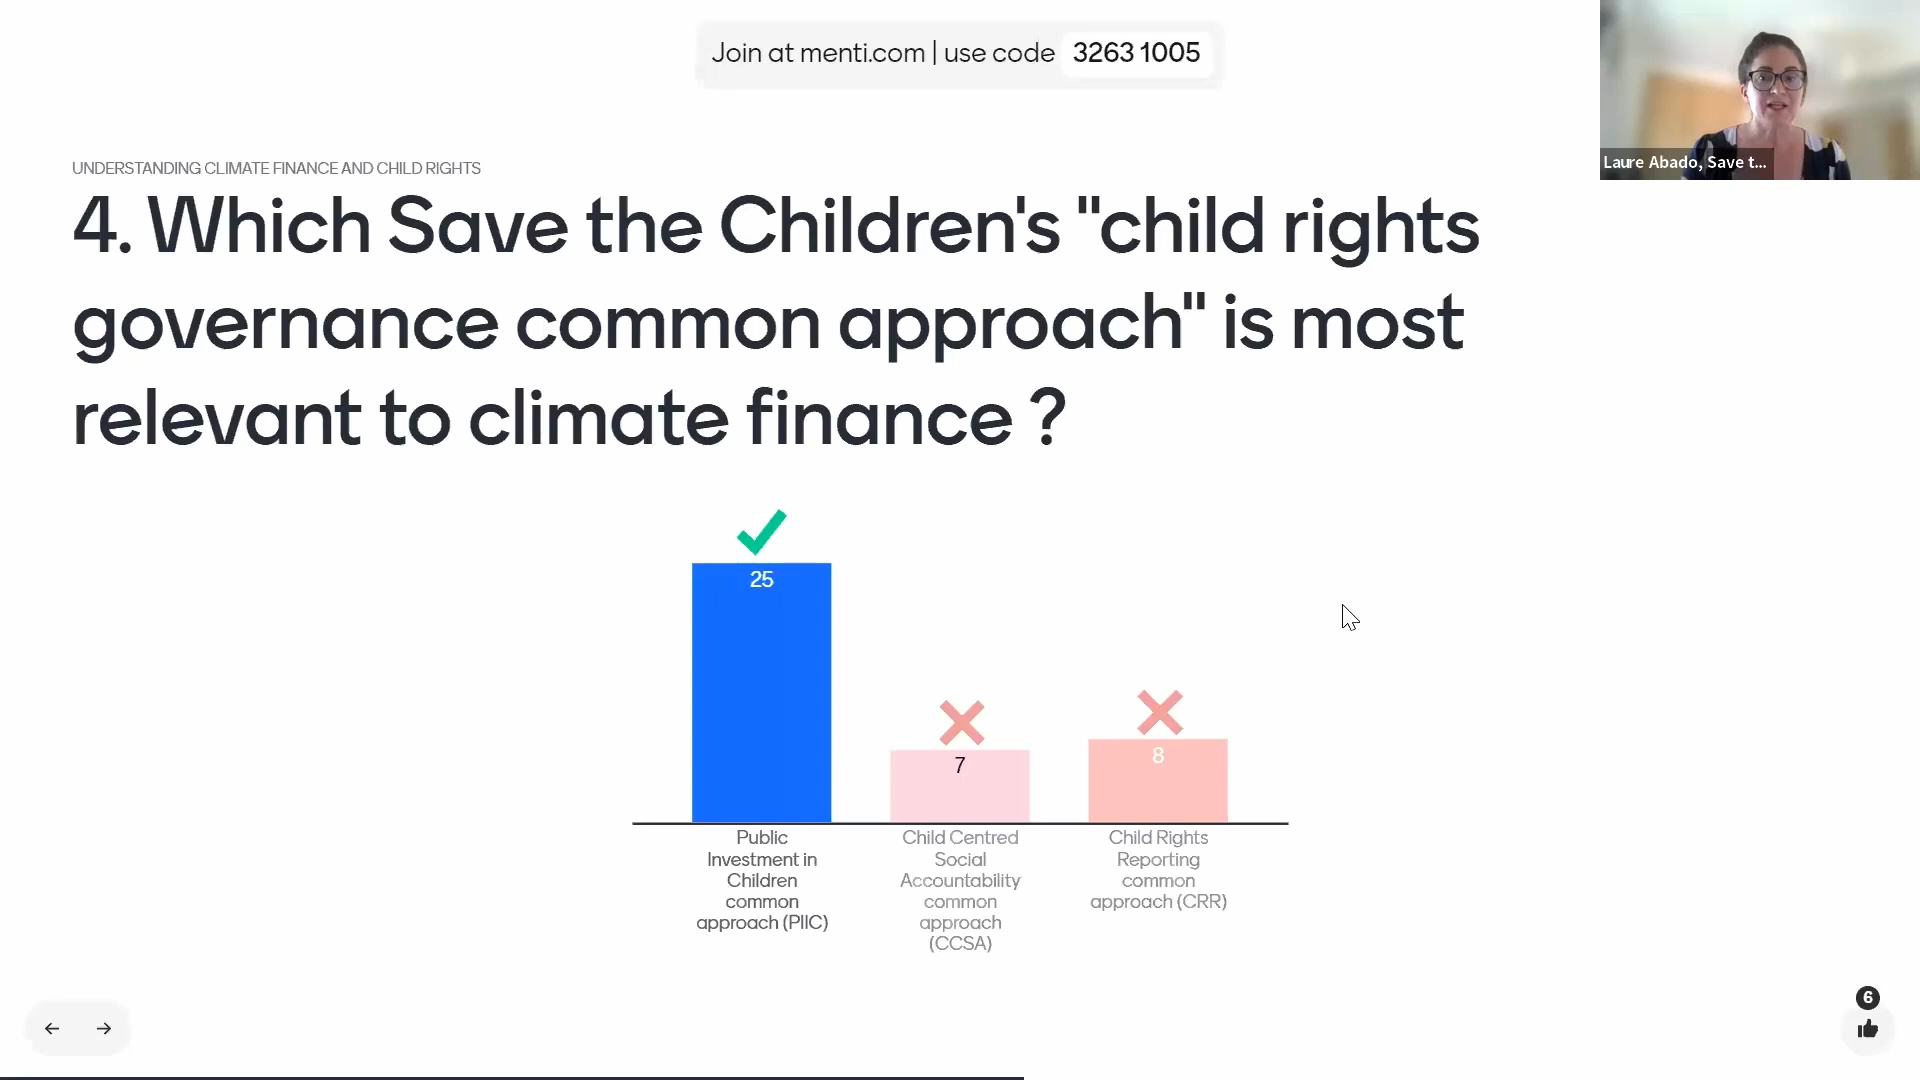 Join at menti.com | use code 3263 1005
Laure Abado, Save t...
UNDERSTANDING CLIMATE FINANCE AND CHILD RIGHTS
4. Which Save the Children's "child rights
governance common approach" is most
relevant to climate finance ?
25
7
8
Public
Investment in
Children
common
approach (PIIC)
Child Centred
Social
Accountability
common
approach
(CCSA)
Child Rights
Reporting
common
approach (CRR)
6